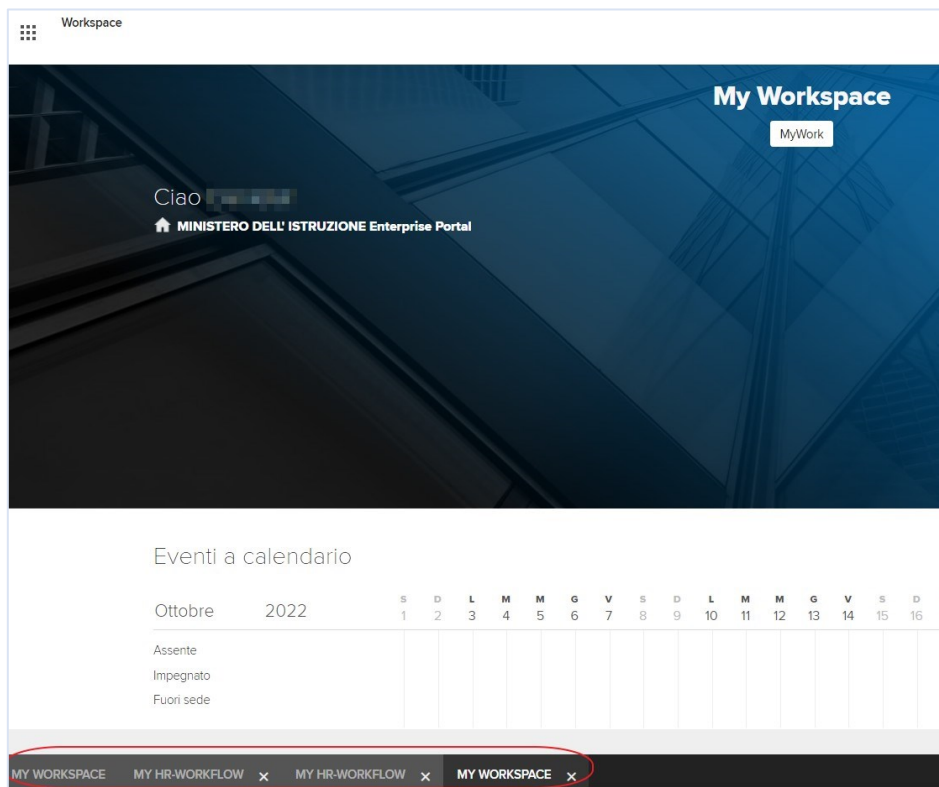 Workspace
My Workspace
MyWork
Ciao
MINISTERO DELL' ISTRUZIONE Enterprise Portal
Eventi a calendario
S D L M M G V S D L M M G V S D
Ottobre 2022 1 2 3 4 5 6 7 8 9 10 11 12 13 14 15 16
Assente
Impegnato
Fuori sede
MY WORKSPACE MY HR-WORKFLOW × MY HR-WORKFLOW × MY WORKSPACE ×